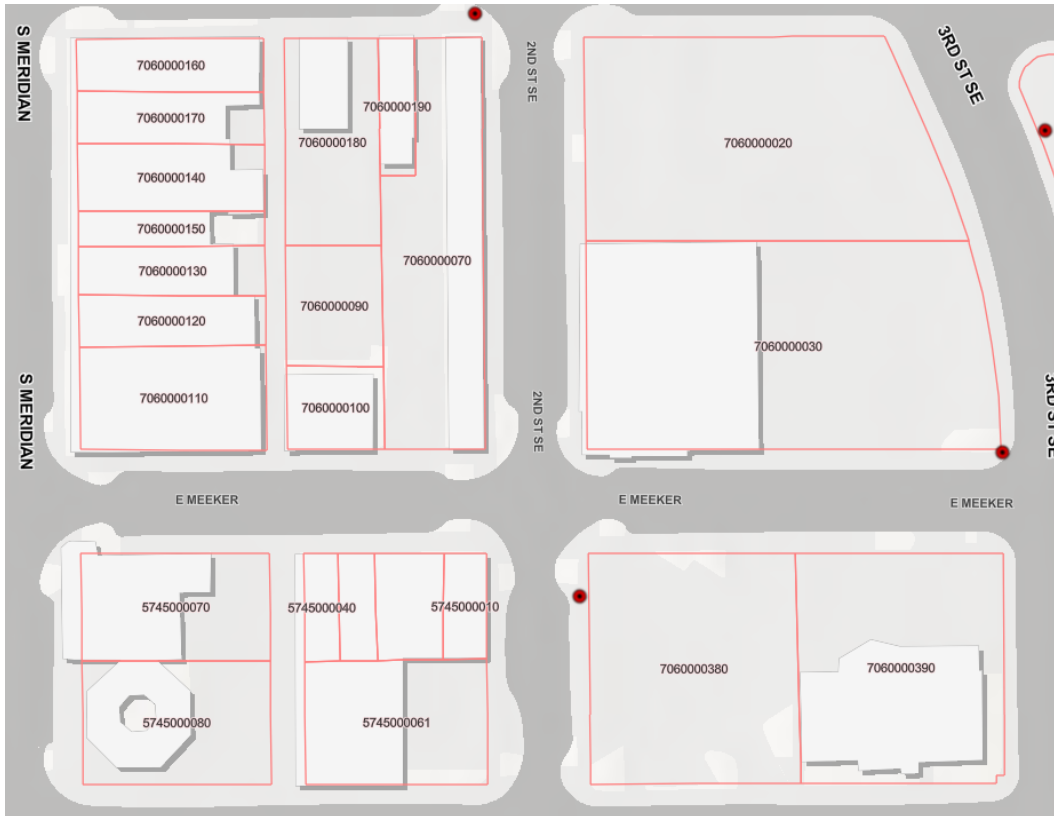 S MERIDIAN
2ND ST SE
3RD ST SE
7060000160
7060000170
7060000140
7060000150
7060000130
7060000120
7060000110
7060000190
7060000180
7060000070
7060000090
7060000100
7060000020
7060000030
S MERIDIAN
2ND ST SE
3RD ST SE
E MEEKER
E MEEKER
E MEEKER
5745000070
5745000040
5745000010
5745000080
5745000061
7060000380
7060000390